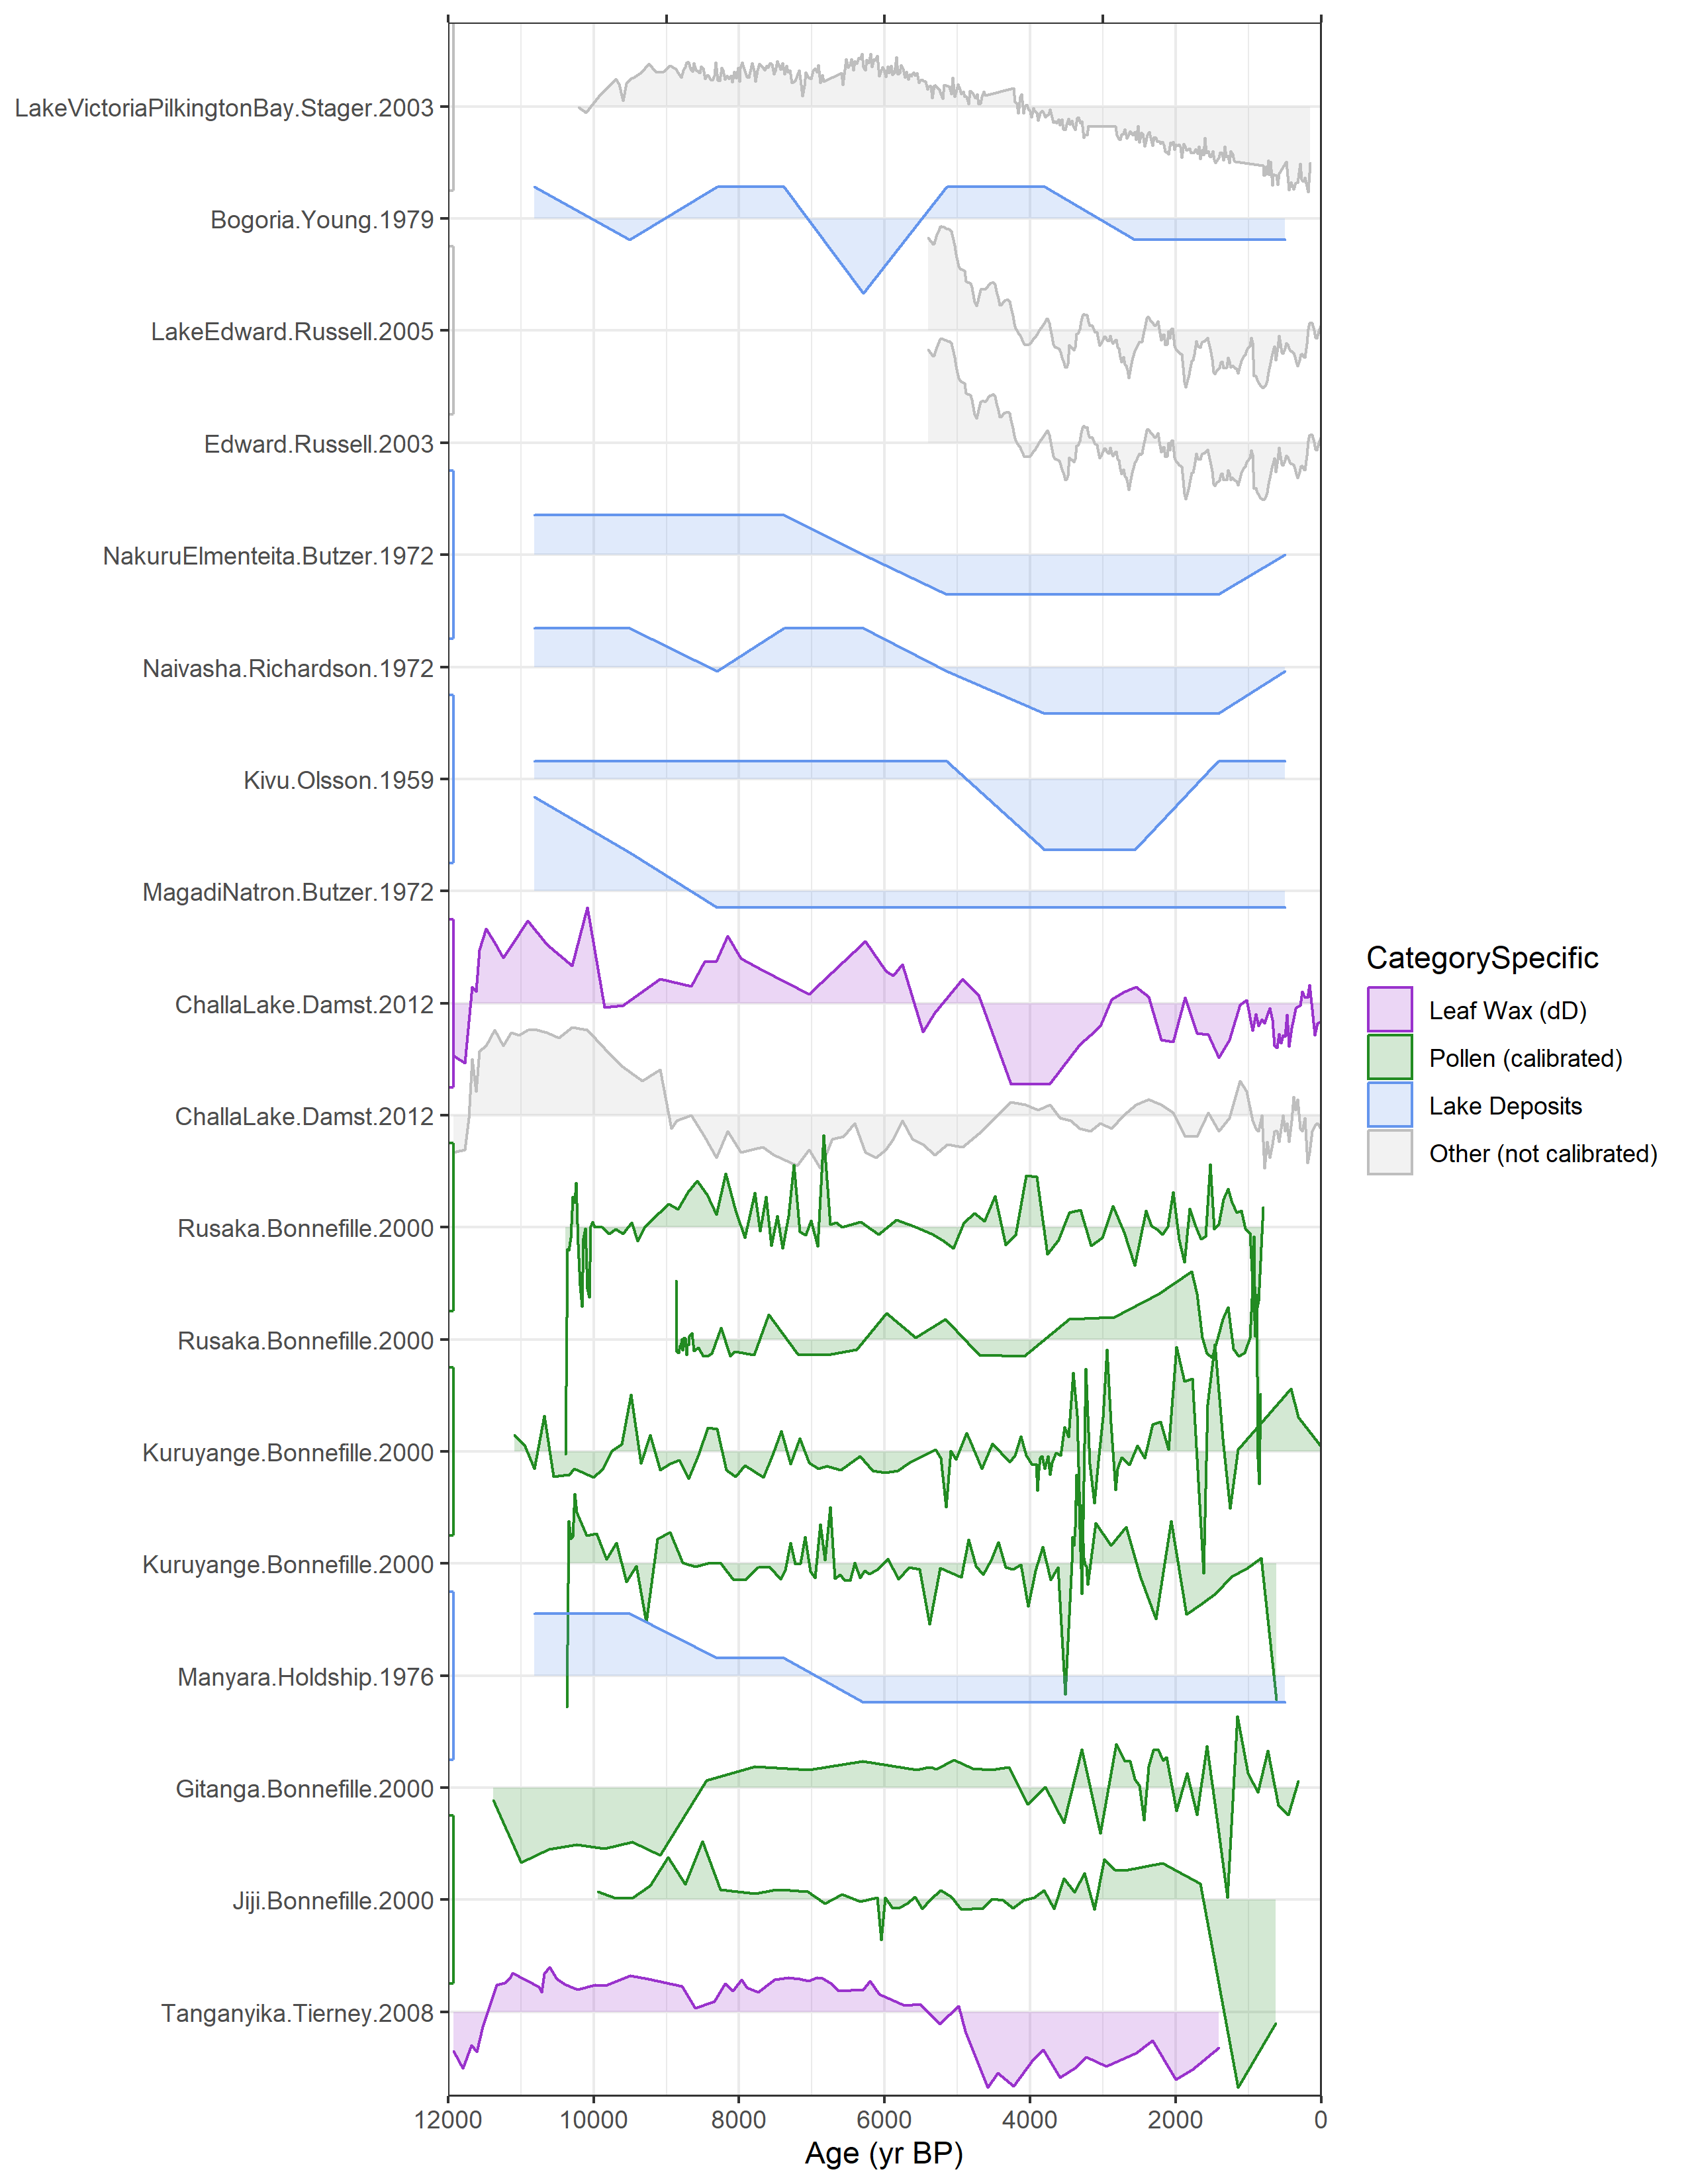 LakeVictoriaPilkingtonBay.Stager.2003
Bogoria.Young.1979
LakeEdward.Russell.2005
Edward.Russell.2003
NakuruElmenteita.Butzer.1972
Naivasha.Richardson.1972
Kivu.Olsson.1959
MagadiNatron.Butzer.1972
ChallaLake.Damst.2012
ChallaLake.Damst.2012
Rusaka.Bonnefille.2000
Rusaka.Bonnefille.2000
Kuruyange.Bonnefille.2000
Kuruyange.Bonnefille.2000
Manyara.Holdship.1976
Gitanga.Bonnefille.2000
Jiji.Bonnefille.2000
Tanganyika.Tierney.2008
12000 10000 8000 6000 4000 2000 0
Age (yr BP)
CategorySpecific
Leaf Wax (dD)
Pollen (calibrated)
Lake Deposits
Other (not calibrated)